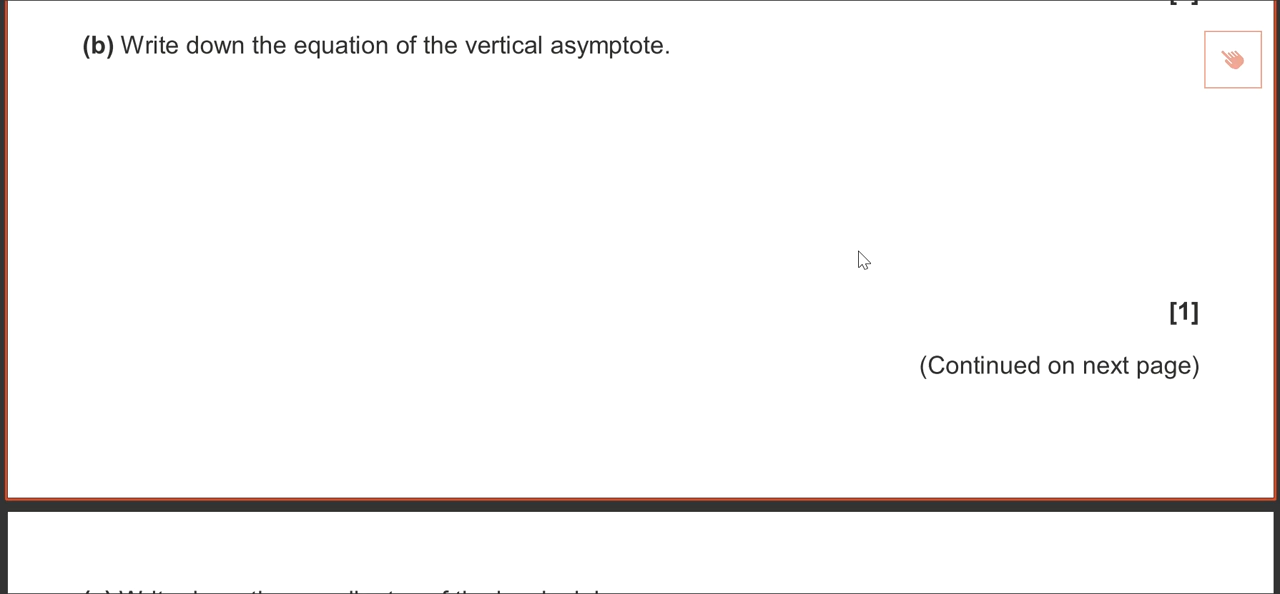 (b) Write down the equation of the vertical asymptote.
[1]
(Continued on next page)